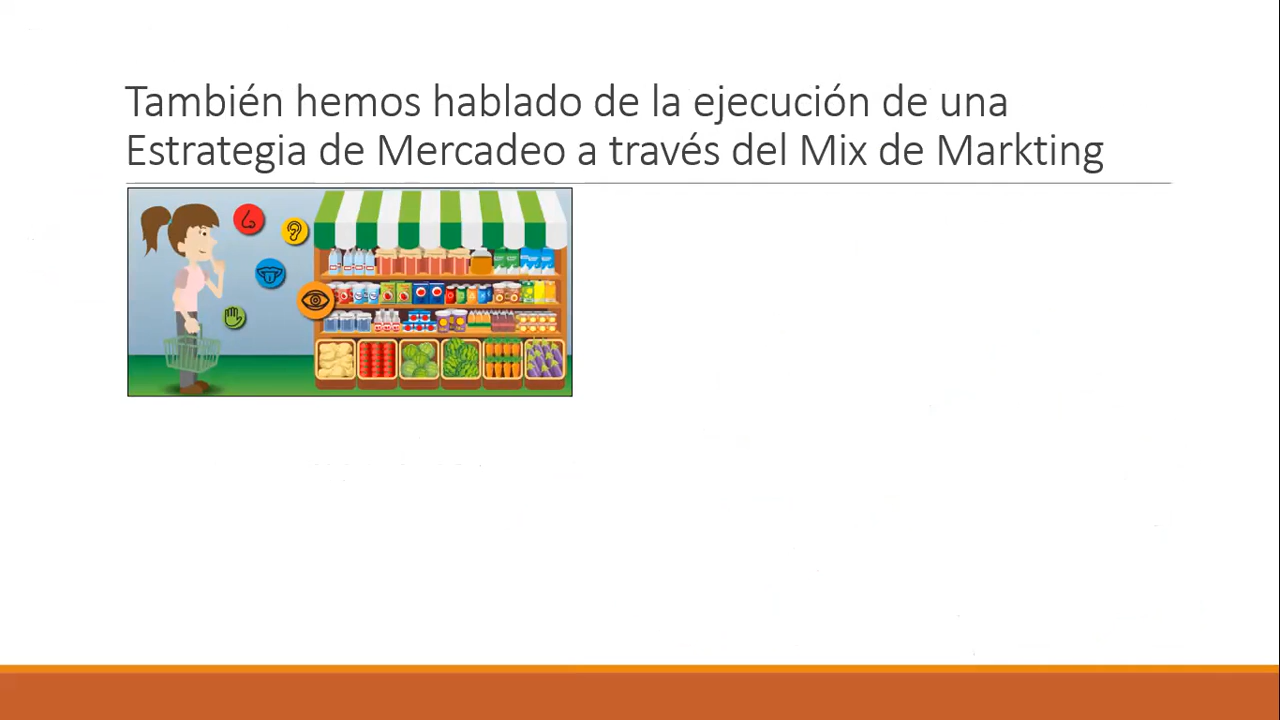 También hemos hablado de la ejecución de una
Estrategia de Mercadeo a través del Mix de Markting